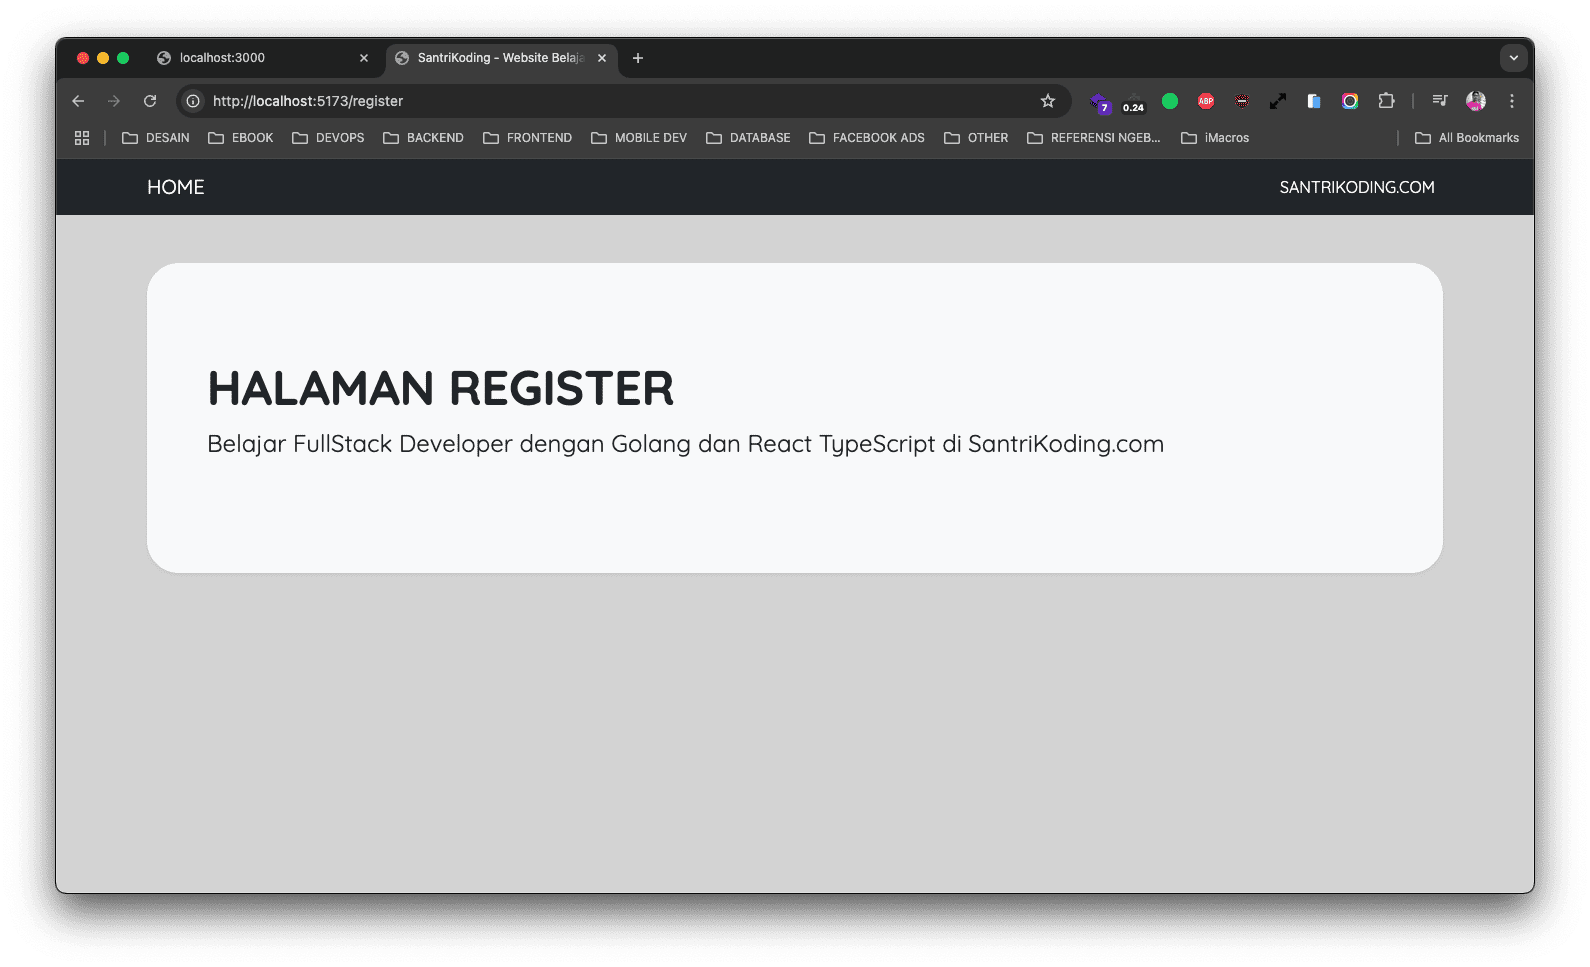 localhost:3000
SantriKoding - Website Belaja
http://localhost:5173/register
7
0.24
ABP
DESAIN
EBOOK
DEVOPS
BACKEND
FRONTEND
MOBILE DEV
DATABASE
FACEBOOK ADS
OTHER
REFERENSI NGEB...
iMacros
All Bookmarks
HOME
SANTRIKODING.COM
HALAMAN REGISTER
Belajar FullStack Developer dengan Golang dan React TypeScript di SantriKoding.com